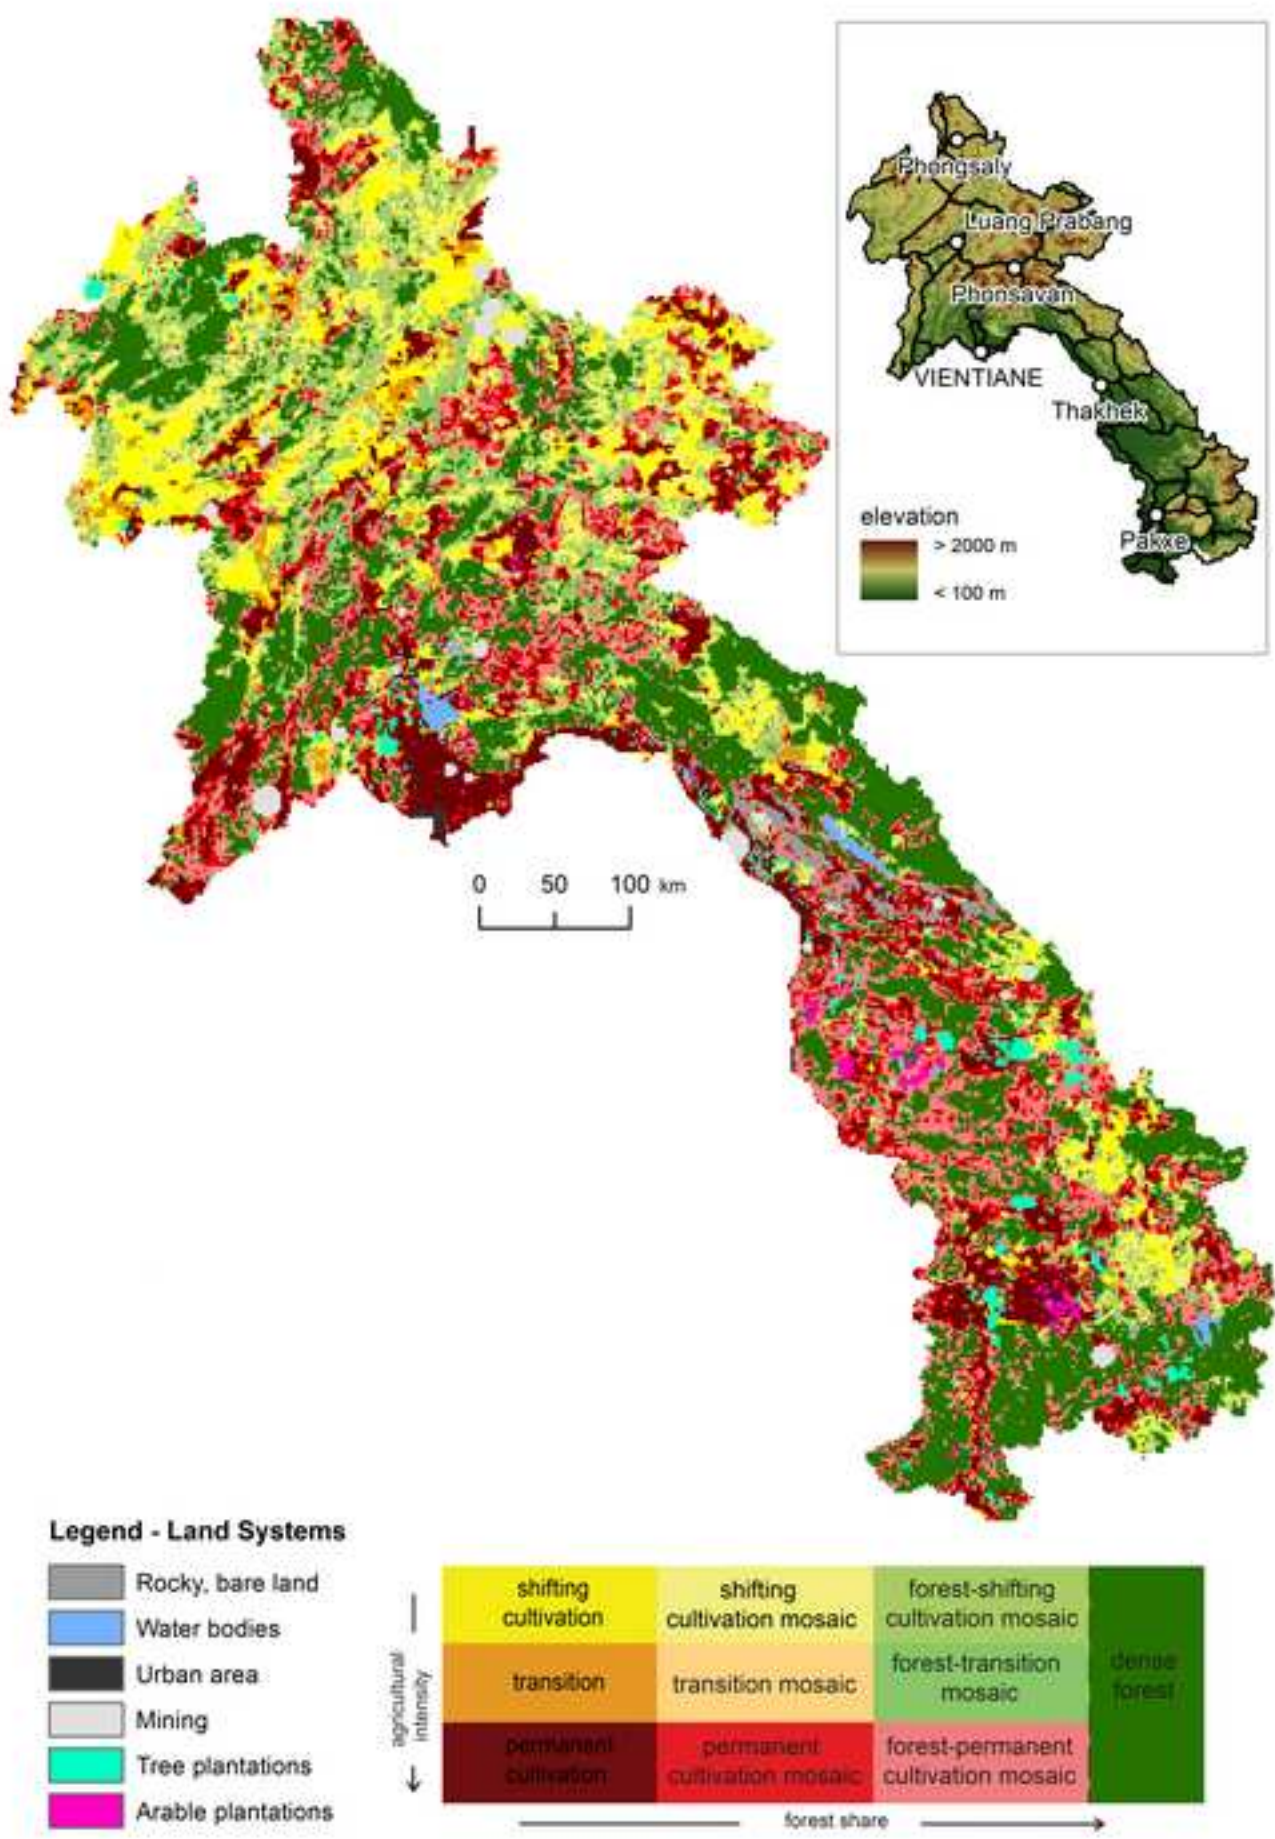 Phongsaly
Luang Prabang
Phonsavan
VIENTIANE
Thakhek
Pakxe
elevation
> 2000 m
< 100 m
0 50 100 km
Legend - Land Systems
Rocky, bare land
Water bodies
Urban area
Mining
Tree plantations
Arable plantations
agricultural
intensity
shifting
cultivation
shifting
cultivation mosaic
forest-shifting
cultivation mosaic
transition
transition mosaic
forest-transition
mosaic
dense
forest
permanent
cultivation
permanent
cultivation mosaic
forest-permanent
cultivation mosaic
forest share